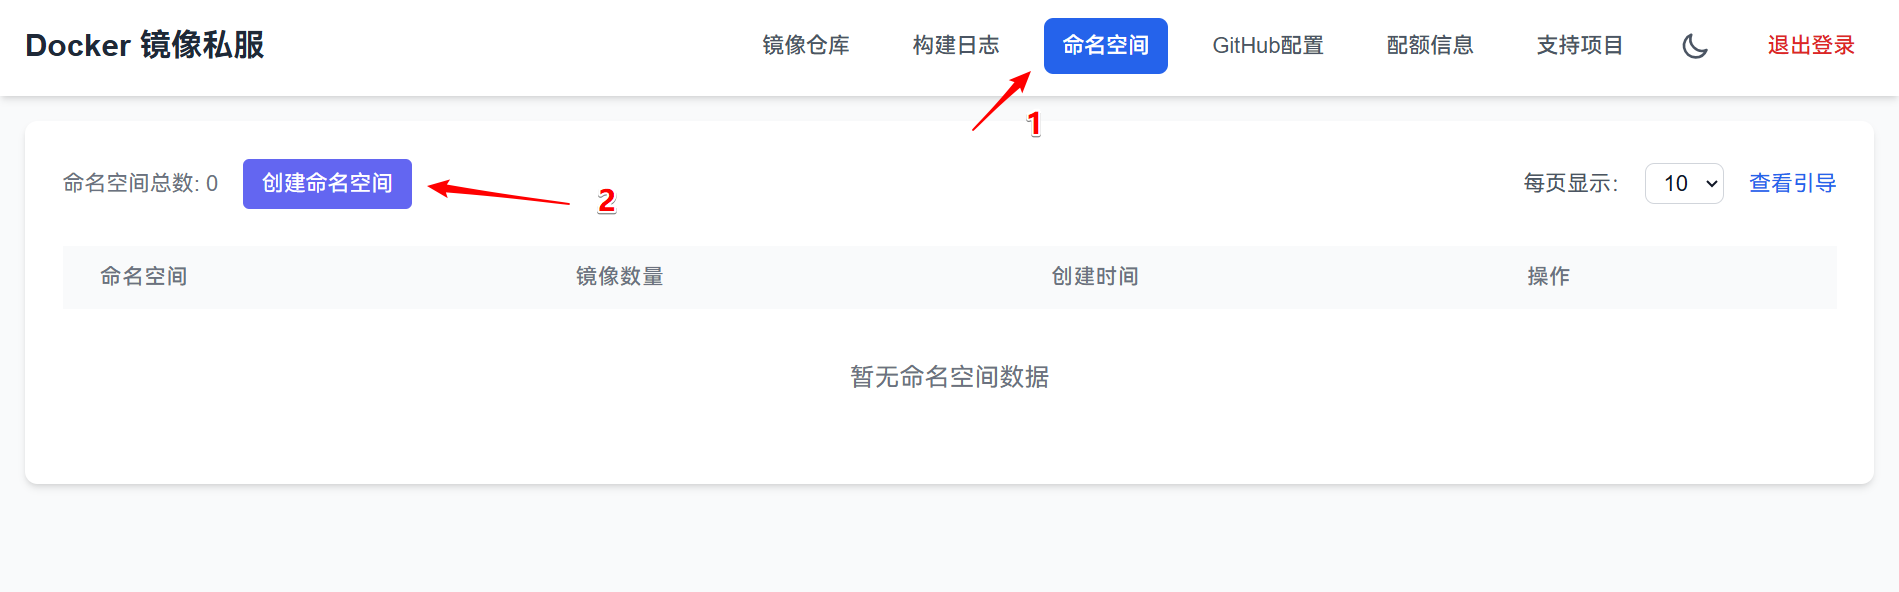 Docker 镜像私服 镜像仓库 构建日志 命名空间 GitHub配置 配额信息 支持项目 退出登录
1
命名空间总数: 0 创建命名空间 2 每页显示: 10 查看引导
命名空间 镜像数量 创建时间 操作
暂无命名空间数据